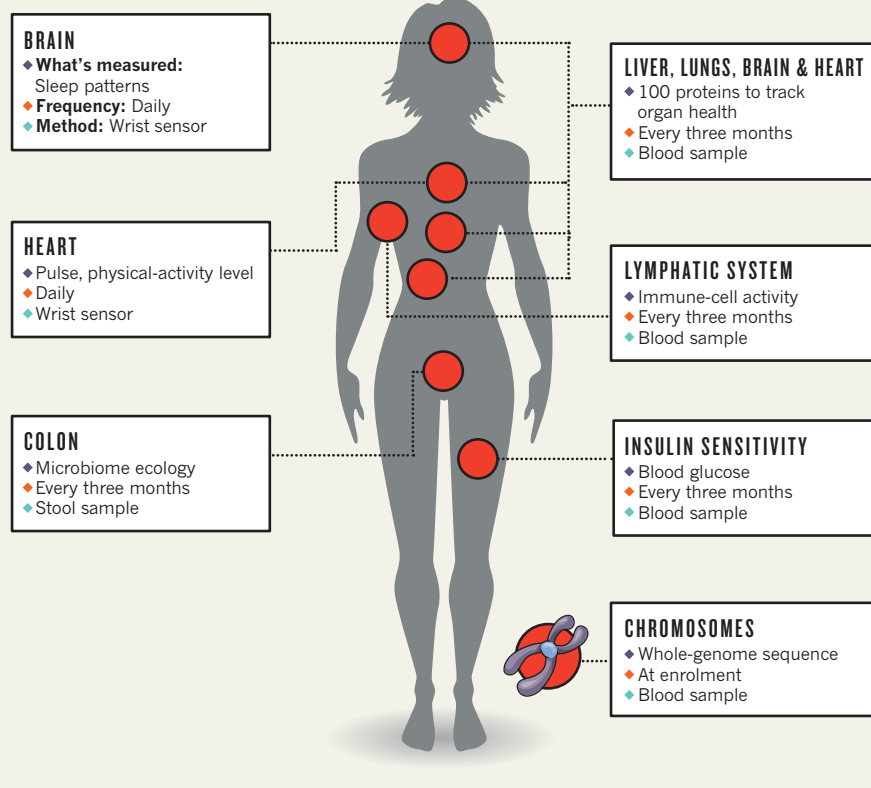 BRAIN
◆ What's measured:
Sleep patterns
◆ Frequency: Daily
◆ Method: Wrist sensor
HEART
◆ Pulse, physical-activity level
◆ Daily
◆ Wrist sensor
COLON
◆ Microbiome ecology
◆ Every three months
◆ Stool sample
LIVER, LUNGS, BRAIN & HEART
◆ 100 proteins to track
organ health
◆ Every three months
◆ Blood sample
LYMPHATIC SYSTEM
◆ Immune-cell activity
◆ Every three months
◆ Blood sample
INSULIN SENSITIVITY
◆ Blood glucose
◆ Every three months
◆ Blood sample
CHROMOSOMES
◆ Whole-genome sequence
◆ At enrolment
◆ Blood sample